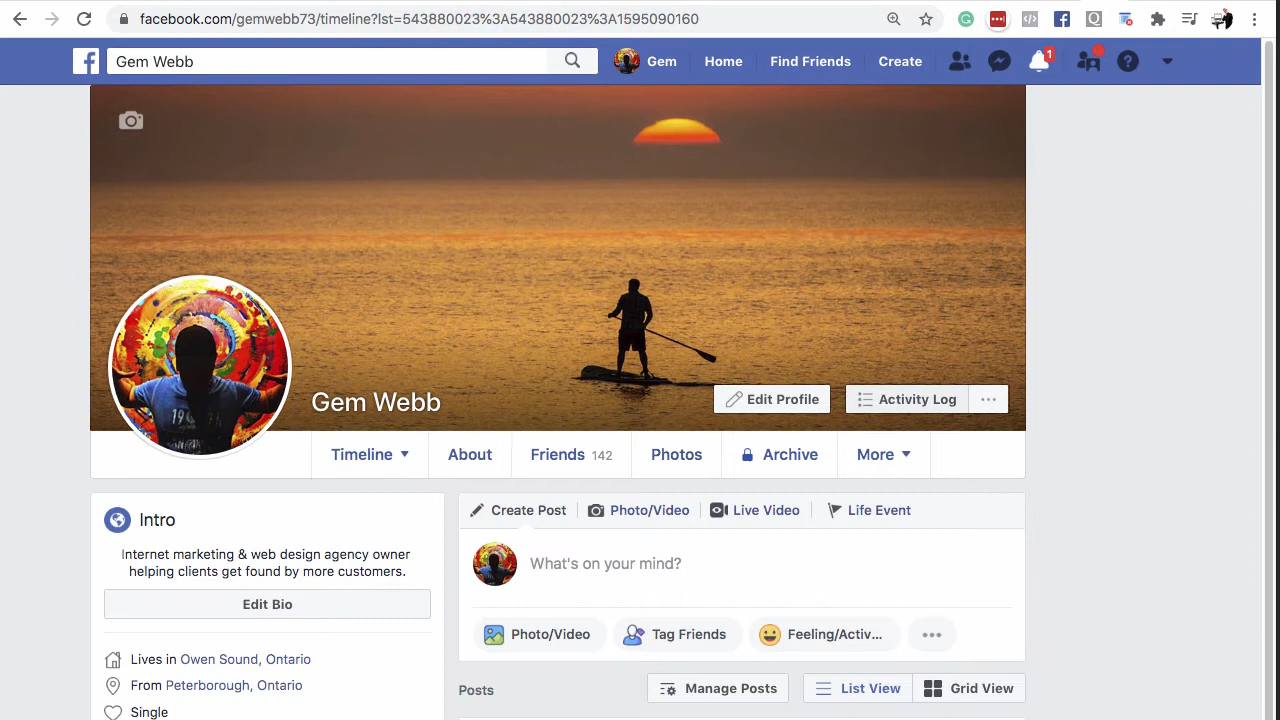 facebook.com/gemwebb73/timeline?lst=543880023%3A543880023%3A1595090160
Gem Webb
Gem
Home
Find Friends
Create
1
Gem Webb
Edit Profile
Activity Log
Timeline
About
Friends 142
Photos
Archive
More
Intro
Internet marketing & web design agency owner
helping clients get found by more customers.
Edit Bio
Lives in Owen Sound, Ontario
From Peterborough, Ontario
Single
Create Post
Photo/Video
Live Video
Life Event
What's on your mind?
Photo/Video
Tag Friends
Feeling/Activ...
Posts
Manage Posts
List View
Grid View